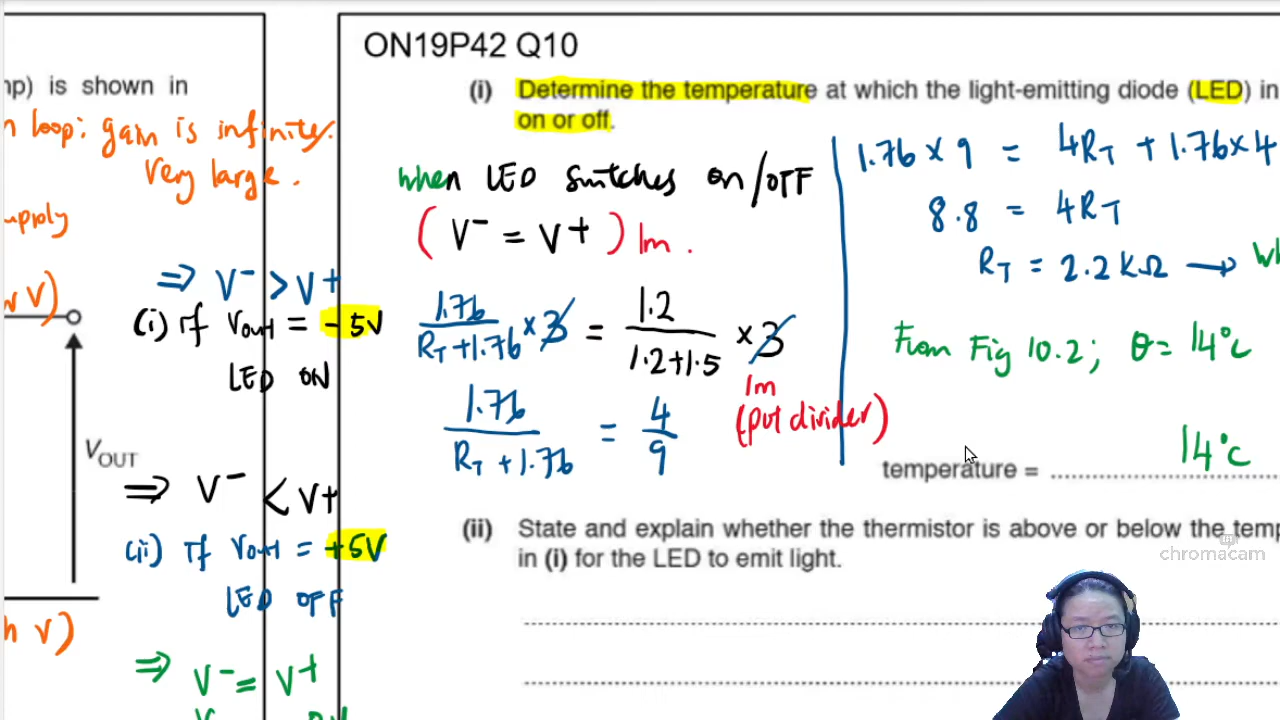 np) is shown in
n loop: gain is infinity.
very large.
supply
V)
⇒ V⁻ > V+
(i) if Vout = -5V
LED ON
VOUT
⇒ V⁻ < V+
(ii) if Vout = +5V
LED OFF
h V)
⇒ V⁻ = V+
ON19P42 Q10
(i) Determine the temperature at which the light-emitting diode (LED) in
on or off.
when LED switches on/OFF
( V⁻ = V+ ) 1m.
1.76/(RT+1.76) × 3 = 1.2/(1.2+1.5) × 3
1m
(pot divider)
1.76/(RT+1.76) = 4/9
1.76 × 9 = 4RT + 1.76×4
8.8 = 4RT
RT = 2.2 kΩ → Wh
From Fig 10.2; θ = 14°C
14°C
temperature = ..............................
(ii) State and explain whether the thermistor is above or below the temp
in (i) for the LED to emit light.
chromacam